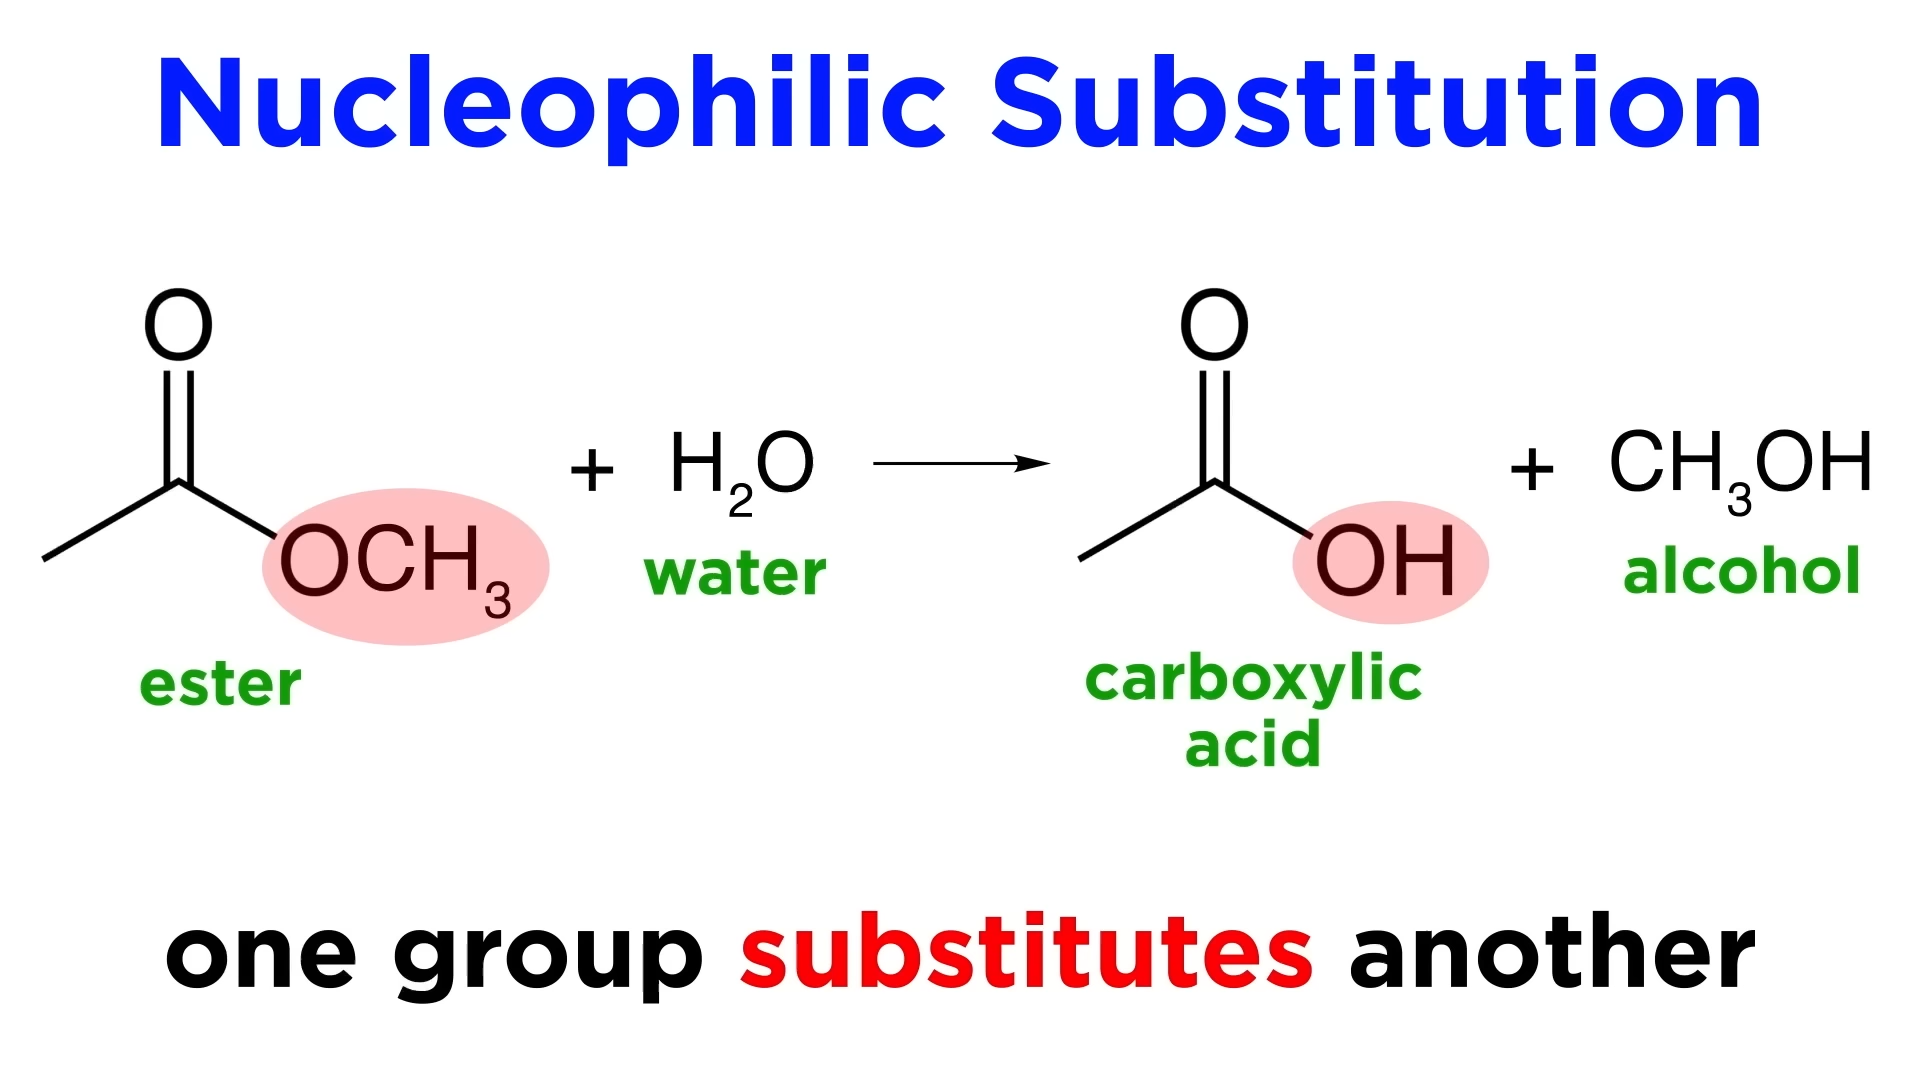 Nucleophilic Substitution
O
OCH₃
ester
+ H₂O
water
O
OH
carboxylic
acid
+ CH₃OH
alcohol
one group substitutes another